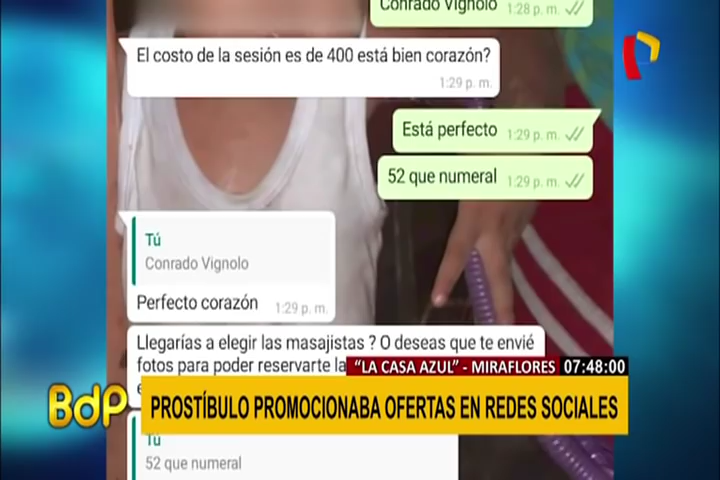 Conrado Vignolo 1:28 p. m.
El costo de la sesión es de 400 está bien corazón?
1:29 p. m.
Está perfecto 1:29 p. m.
52 que numeral 1:29 p. m.
Tú
Conrado Vignolo
Perfecto corazón 1:29 p. m.
Llegarías a elegir las masajistas ? O deseas que te envié
fotos para poder reservarte la
"LA CASA AZUL" - MIRAFLORES 07:48:00
BdP PROSTÍBULO PROMOCIONABA OFERTAS EN REDES SOCIALES
Tú
52 que numeral